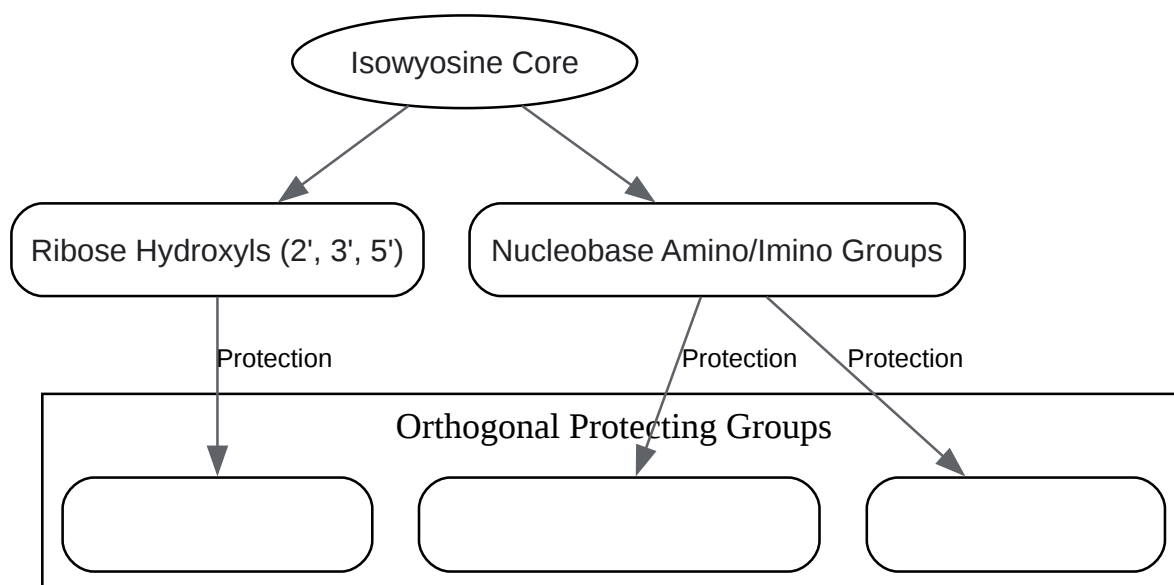 Isowyosine Core
Ribose Hydroxyls (2', 3', 5')
Nucleobase Amino/Imino Groups
Protection
Protection
Protection
Orthogonal Protecting Groups